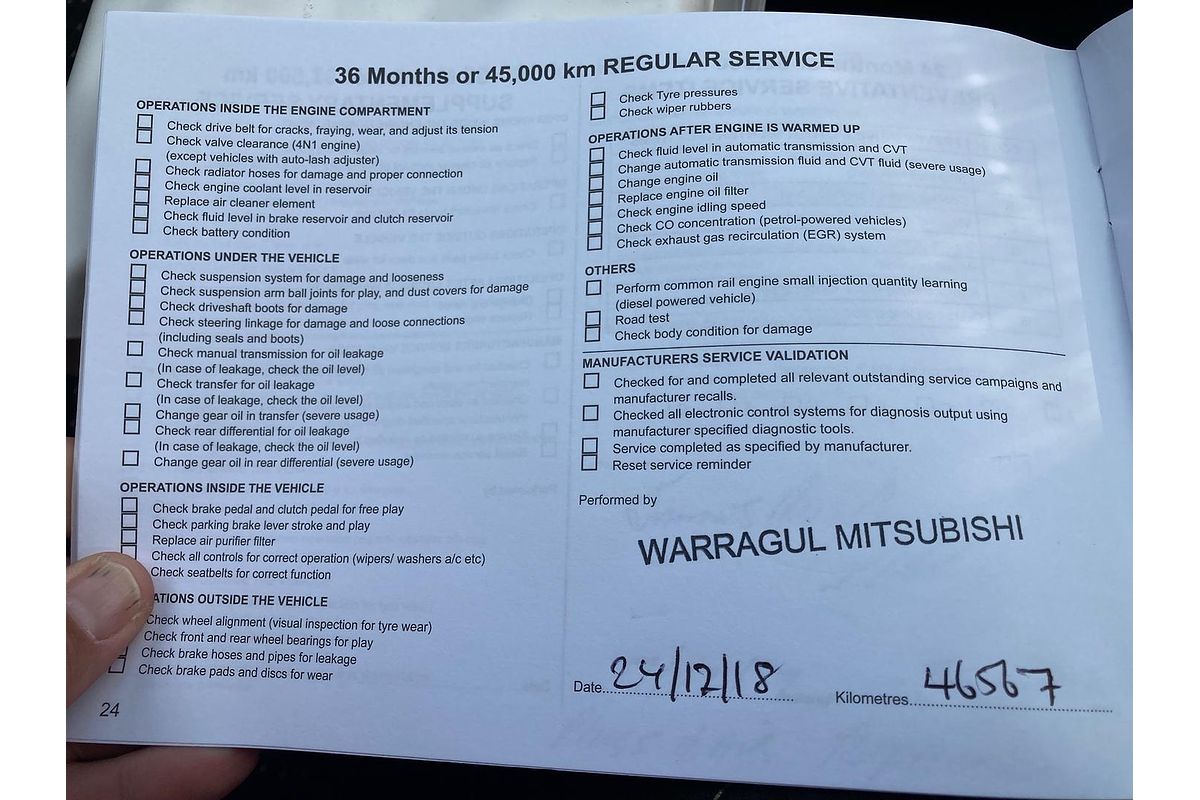 36 Months or 45,000 km REGULAR SERVICE
OPERATIONS INSIDE THE ENGINE COMPARTMENT
Check drive belt for cracks, fraying, wear, and adjust its tension
Check valve clearance (4N1 engine)
(except vehicles with auto-lash adjuster)
Check radiator hoses for damage and proper connection
Check engine coolant level in reservoir
Replace air cleaner element
Check fluid level in brake reservoir and clutch reservoir
Check battery condition
OPERATIONS UNDER THE VEHICLE
Check suspension system for damage and looseness
Check suspension arm ball joints for play, and dust covers for damage
Check driveshaft boots for damage
Check steering linkage for damage and loose connections
(including seals and boots)
Check manual transmission for oil leakage
(In case of leakage, check the oil level)
Check transfer for oil leakage
(In case of leakage, check the oil level)
Change gear oil in transfer (severe usage)
Check rear differential for oil leakage
(In case of leakage, check the oil level)
Change gear oil in rear differential (severe usage)
OPERATIONS INSIDE THE VEHICLE
Check brake pedal and clutch pedal for free play
Check parking brake lever stroke and play
Replace air purifier filter
Check all controls for correct operation (wipers/ washers a/c etc)
Check seatbelts for correct function
ATIONS OUTSIDE THE VEHICLE
Check wheel alignment (visual inspection for tyre wear)
Check front and rear wheel bearings for play
Check brake hoses and pipes for leakage
Check brake pads and discs for wear
24
Check Tyre pressures
Check wiper rubbers
OPERATIONS AFTER ENGINE IS WARMED UP
Check fluid level in automatic transmission and CVT
Change automatic transmission fluid and CVT fluid (severe usage)
Change engine oil
Replace engine oil filter
Check engine idling speed
Check CO concentration (petrol-powered vehicles)
Check exhaust gas recirculation (EGR) system
OTHERS
Perform common rail engine small injection quantity learning
(diesel powered vehicle)
Road test
Check body condition for damage
MANUFACTURERS SERVICE VALIDATION
Checked for and completed all relevant outstanding service campaigns and
manufacturer recalls.
Checked all electronic control systems for diagnosis output using
manufacturer specified diagnostic tools.
Service completed as specified by manufacturer.
Reset service reminder
Performed by
WARRAGUL MITSUBISHI
Date 24/12/18 Kilometres 46567